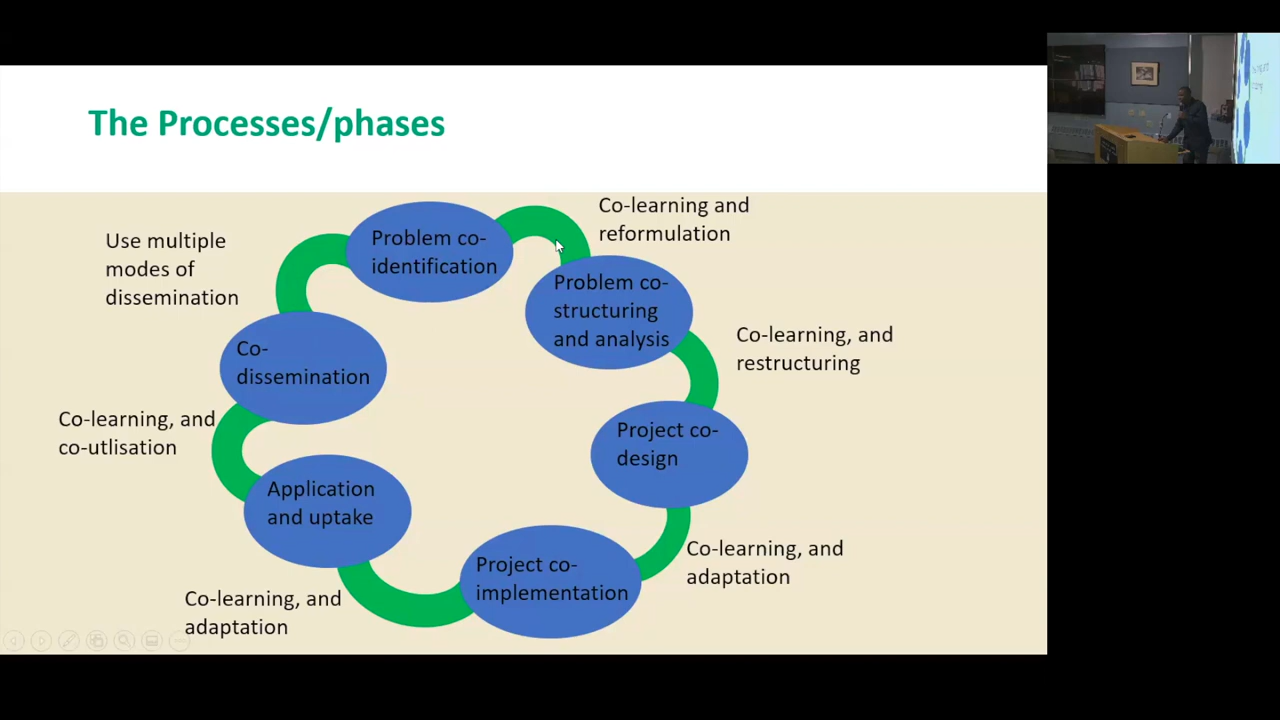 The Processes/phases
Problem co-
identification
Co-learning and
reformulation
Problem co-
structuring
and analysis
Co-learning, and
restructuring
Project co-
design
Co-learning, and
adaptation
Project co-
implementation
Co-learning, and
adaptation
Application
and uptake
Co-learning, and
co-utlisation
Co-
dissemination
Use multiple
modes of
dissemination